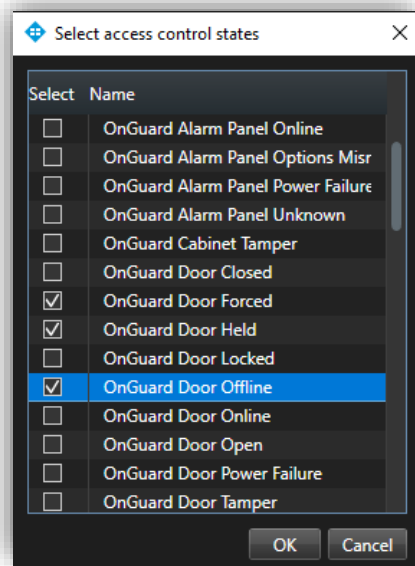 Select access control states
Select Name
OnGuard Alarm Panel Online
OnGuard Alarm Panel Options Misr
OnGuard Alarm Panel Power Failure
OnGuard Alarm Panel Unknown
OnGuard Cabinet Tamper
OnGuard Door Closed
OnGuard Door Forced
OnGuard Door Held
OnGuard Door Locked
OnGuard Door Offline
OnGuard Door Online
OnGuard Door Open
OnGuard Door Power Failure
OnGuard Door Tamper
OK Cancel